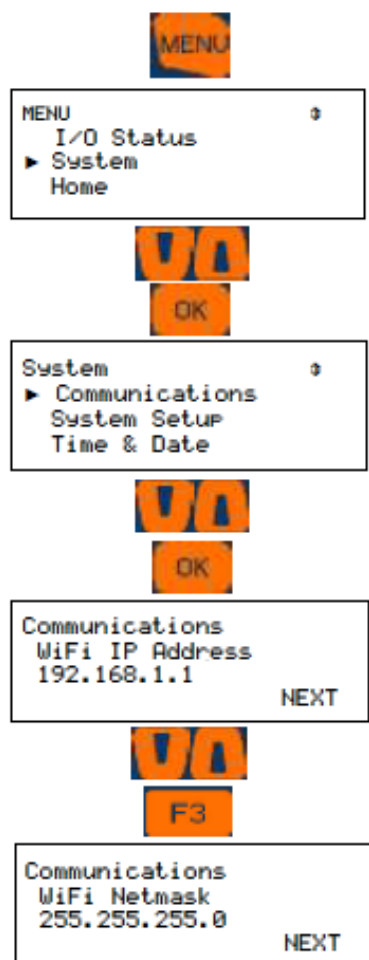 MENU
MENU
I/O Status
► System
Home
OK
System
► Communications
System Setup
Time & Date
OK
Communications
WiFi IP Address
192.168.1.1
NEXT
F3
Communications
WiFi Netmask
255.255.255.0
NEXT